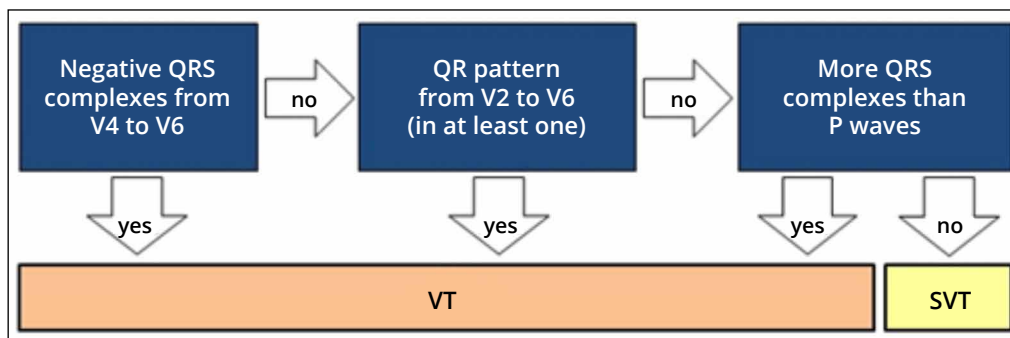 Negative QRS
complexes from
V4 to V6
no
QR pattern
from V2 to V6
(in at least one)
no
More QRS
complexes than
P waves
yes
yes
yes
no
VT
SVT